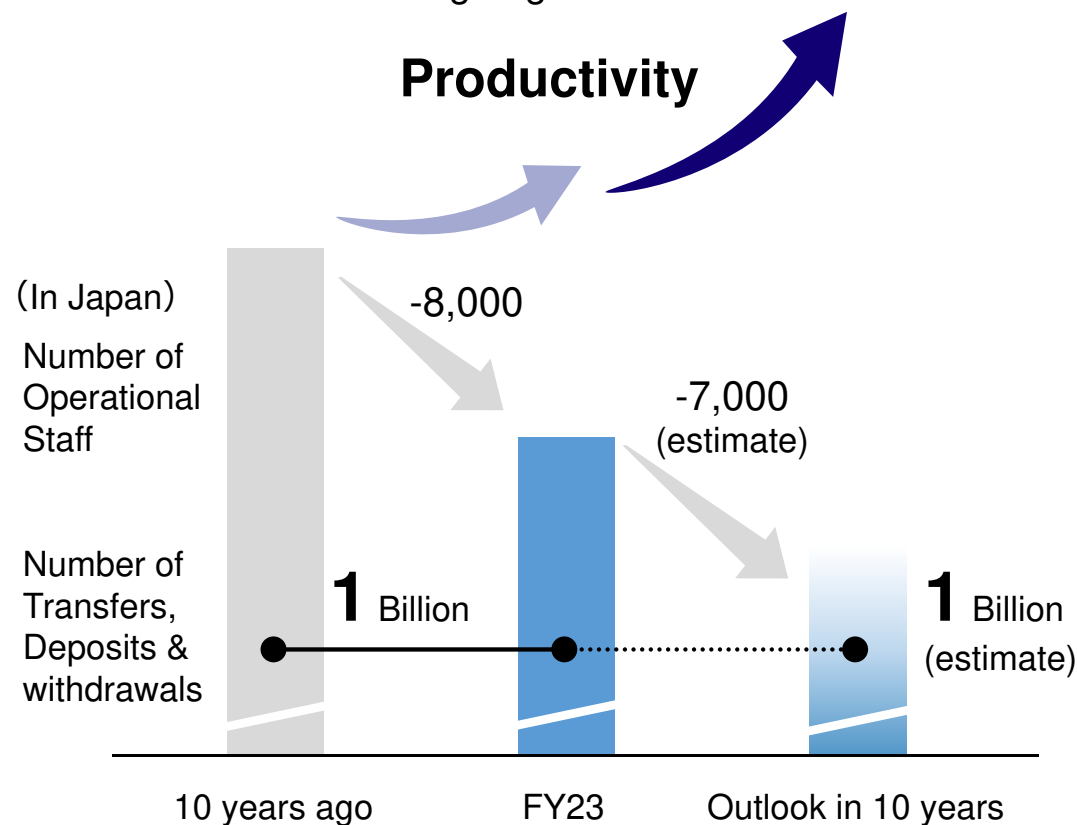 Productivity
（In Japan）
Number of
Operational
Staff
-8,000
-7,000
(estimate)
Number of
Transfers,
Deposits &
withdrawals
1 Billion
1 Billion
(estimate)
10 years ago
FY23
Outlook in 10 years